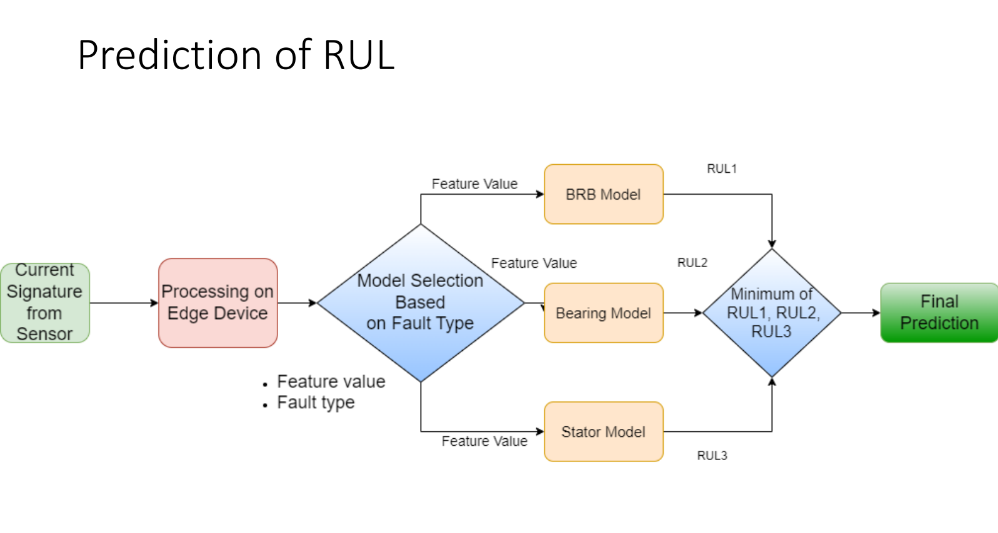 Prediction of RUL
Current
Signature
from
Sensor
Processing on
Edge Device
• Feature value
• Fault type
Model Selection
Based
on Fault Type
Feature Value
BRB Model
RUL1
Feature Value
Bearing Model
RUL2
Feature Value
Stator Model
RUL3
Minimum of
RUL1, RUL2,
RUL3
Final
Prediction